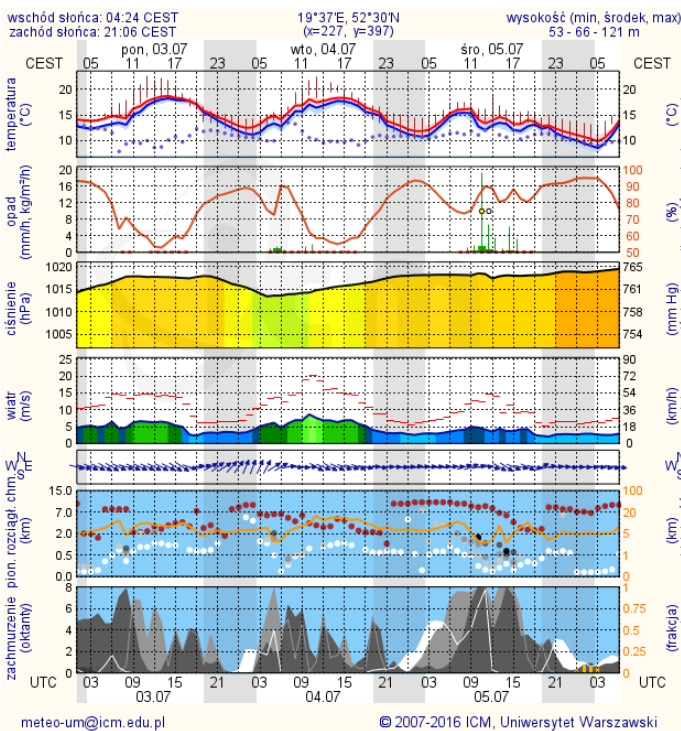 wschód słońca: 04:24 CEST 19°37'E, 52°30'N wysokość (min, środek, max)
zachód słońca: 21:06 CEST (x=227, y=397) 53 - 66 - 121 m
pon, 03.07 wto, 04.07 śro, 05.07
CEST 05 11 17 23 05 11 17 23 05 11 17 23 05 CEST
temperatura
(°C)
20
15
10
20
15
10
(°C)
opad
(mm/h, kg/m²/h)
20
16
12
8
4
0
100
90
80
70
60
50
(%)
ciśnienie
(hPa)
1020
1015
1010
1005
765
761
758
754
(mm Hg)
wiatr
(m/s)
25
20
15
10
5
0
90
72
54
36
18
0
(km/h)
N
W E
S
N
W
S
pion. rozciągł. chm.
(km)
15.0
7.0
2.0
0.5
0.0
100
20
5
1
0
zachmurzenie
(oktanty)
8
6
4
2
0
1
0.75
0.5
0.25
0
(frakcja)
UTC 03 09 15 21 03 09 15 21 03 09 15 21 03 UTC
03.07 04.07 05.07
meteo-um@icm.edu.pl © 2007-2016 ICM, Uniwersytet Warszawski